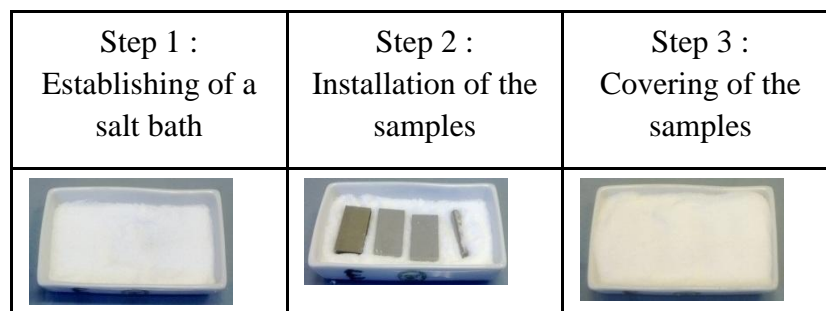 Step 1 :
Establishing of a
salt bath
Step 2 :
Installation of the
samples
Step 3 :
Covering of the
samples